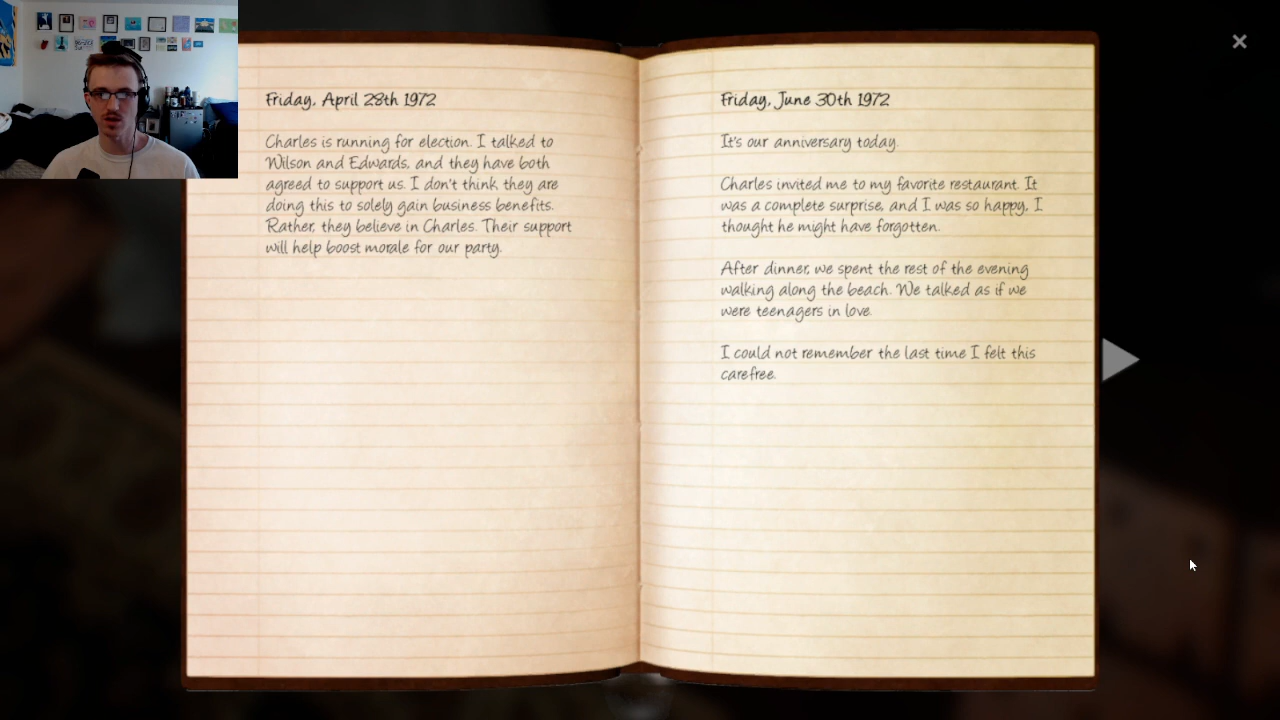 Friday, April 28th 1972
Charles is running for election. I talked to
Wilson and Edwards, and they have both
agreed to support us. I don't think they are
doing this to solely gain business benefits.
Rather, they believe in Charles. Their support
will help boost morale for our party.
Friday, June 30th 1972
It's our anniversary today.
Charles invited me to my favorite restaurant. It
was a complete surprise, and I was so happy, I
thought he might have forgotten.
After dinner, we spent the rest of the evening
walking along the beach. We talked as if we
were teenagers in love.
I could not remember the last time I felt this
carefree.